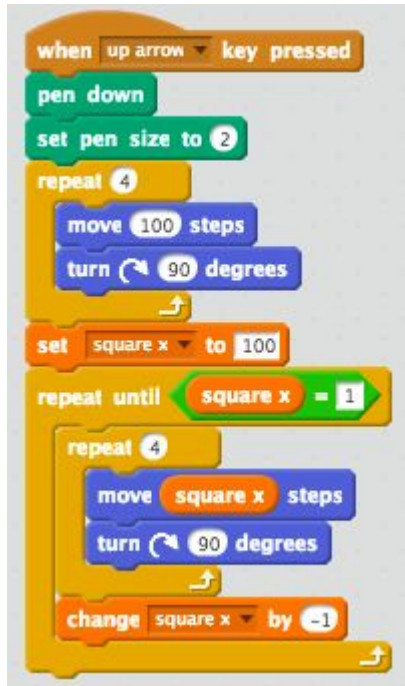 when up arrow key pressed
pen down
set pen size to 2
repeat 4
move 100 steps
turn 90 degrees
set square x to 100
repeat until square x = 1
repeat 4
move square x steps
turn 90 degrees
change square x by -1